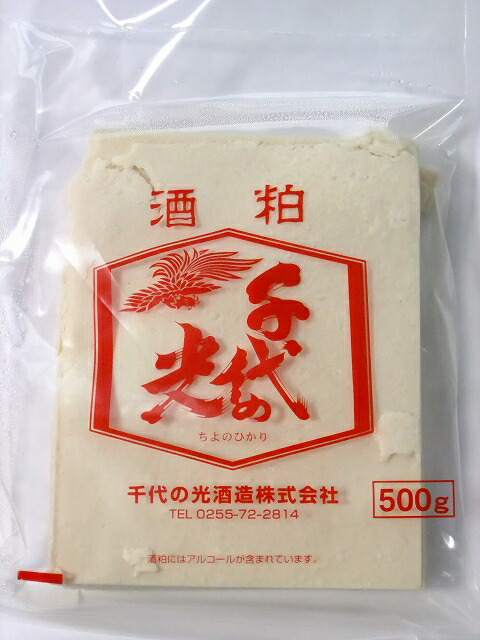 酒粕
千代の光
ちよのひかり
千代の光酒造株式会社
TEL 0255-72-2814
500g
酒粕にはアルコールが含まれています。